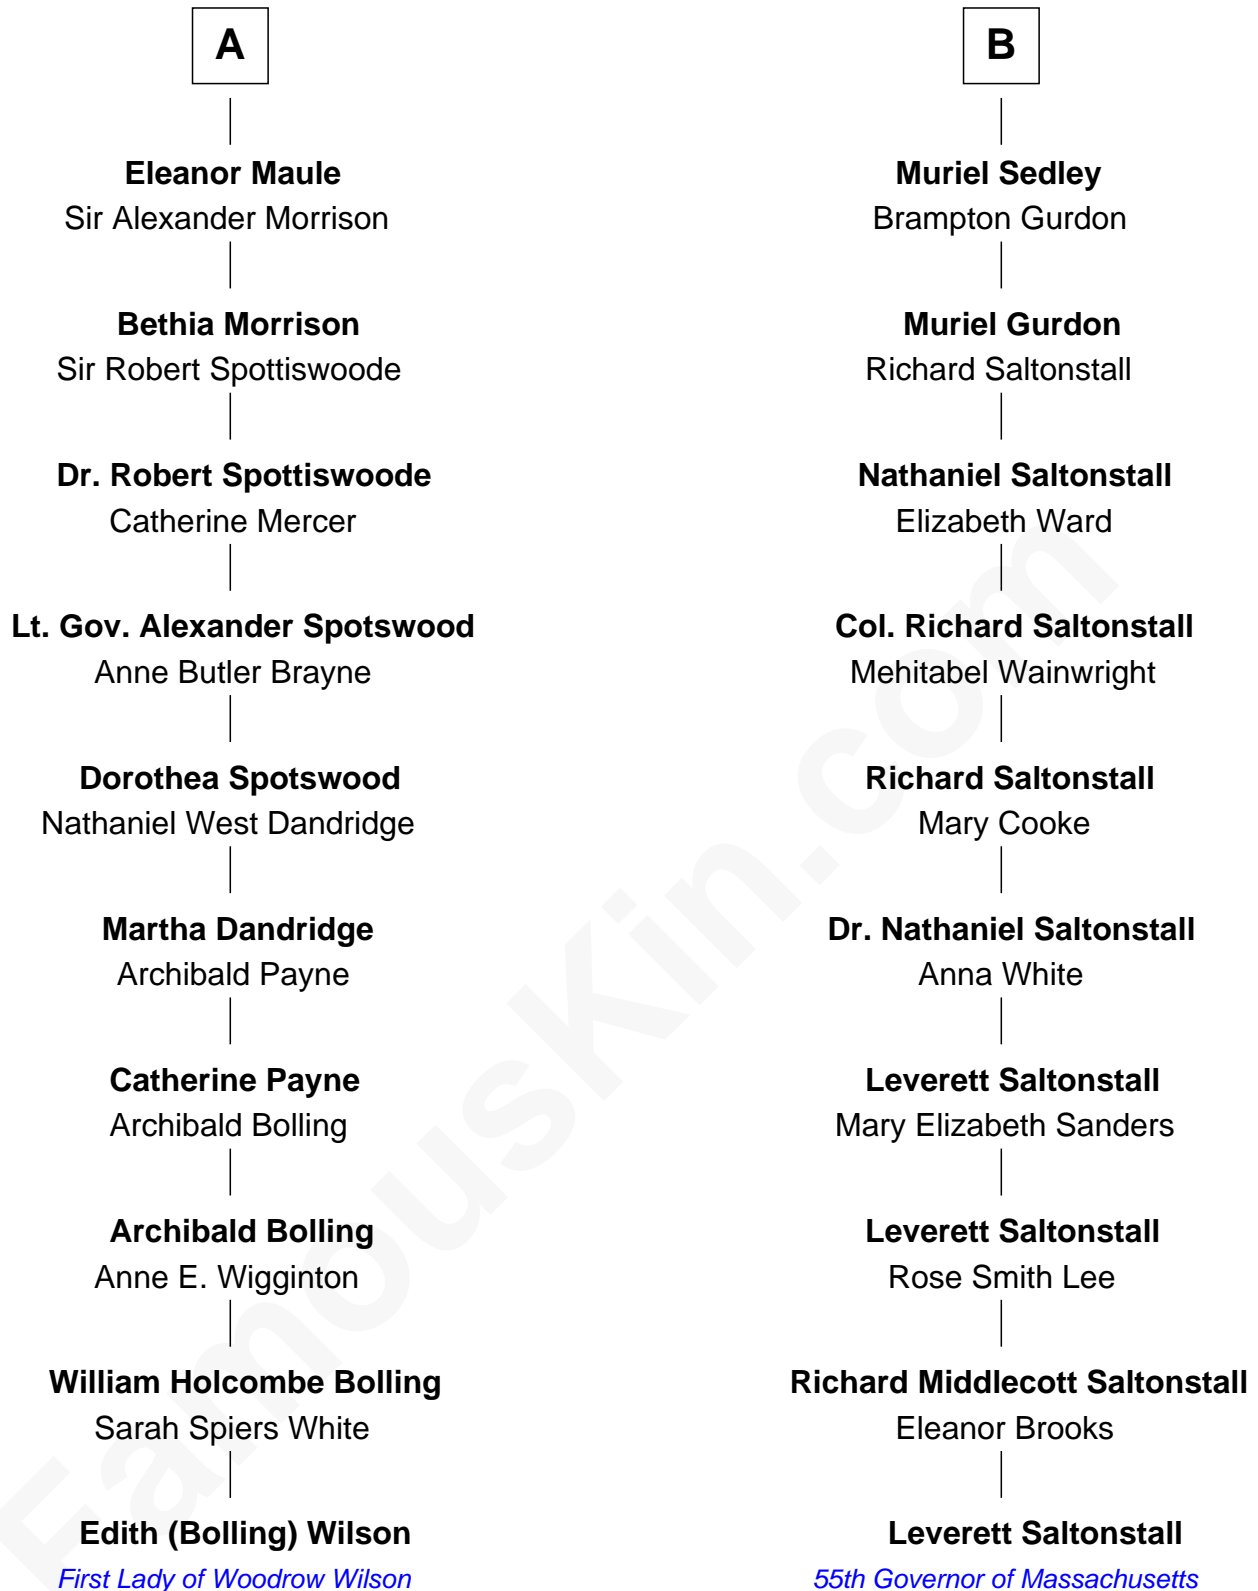 A
Eleanor Maule
Sir Alexander Morrison
Bethia Morrison
Sir Robert Spottiswoode
Dr. Robert Spottiswoode
Catherine Mercer
Lt. Gov. Alexander Spotswood
Anne Butler Brayne
Dorothea Spotswood
Nathaniel West Dandridge
Martha Dandridge
Archibald Payne
Catherine Payne
Archibald Bolling
Archibald Bolling
Anne E. Wigginton
William Holcombe Bolling
Sarah Spiers White
Edith (Bolling) Wilson
First Lady of Woodrow Wilson
B
Muriel Sedley
Brampton Gurdon
Muriel Gurdon
Richard Saltonstall
Nathaniel Saltonstall
Elizabeth Ward
Col. Richard Saltonstall
Mehitabel Wainwright
Richard Saltonstall
Mary Cooke
Dr. Nathaniel Saltonstall
Anna White
Leverett Saltonstall
Mary Elizabeth Sanders
Leverett Saltonstall
Rose Smith Lee
Richard Middlecott Saltonstall
Eleanor Brooks
Leverett Saltonstall
55th Governor of Massachusetts
FamousKin.com